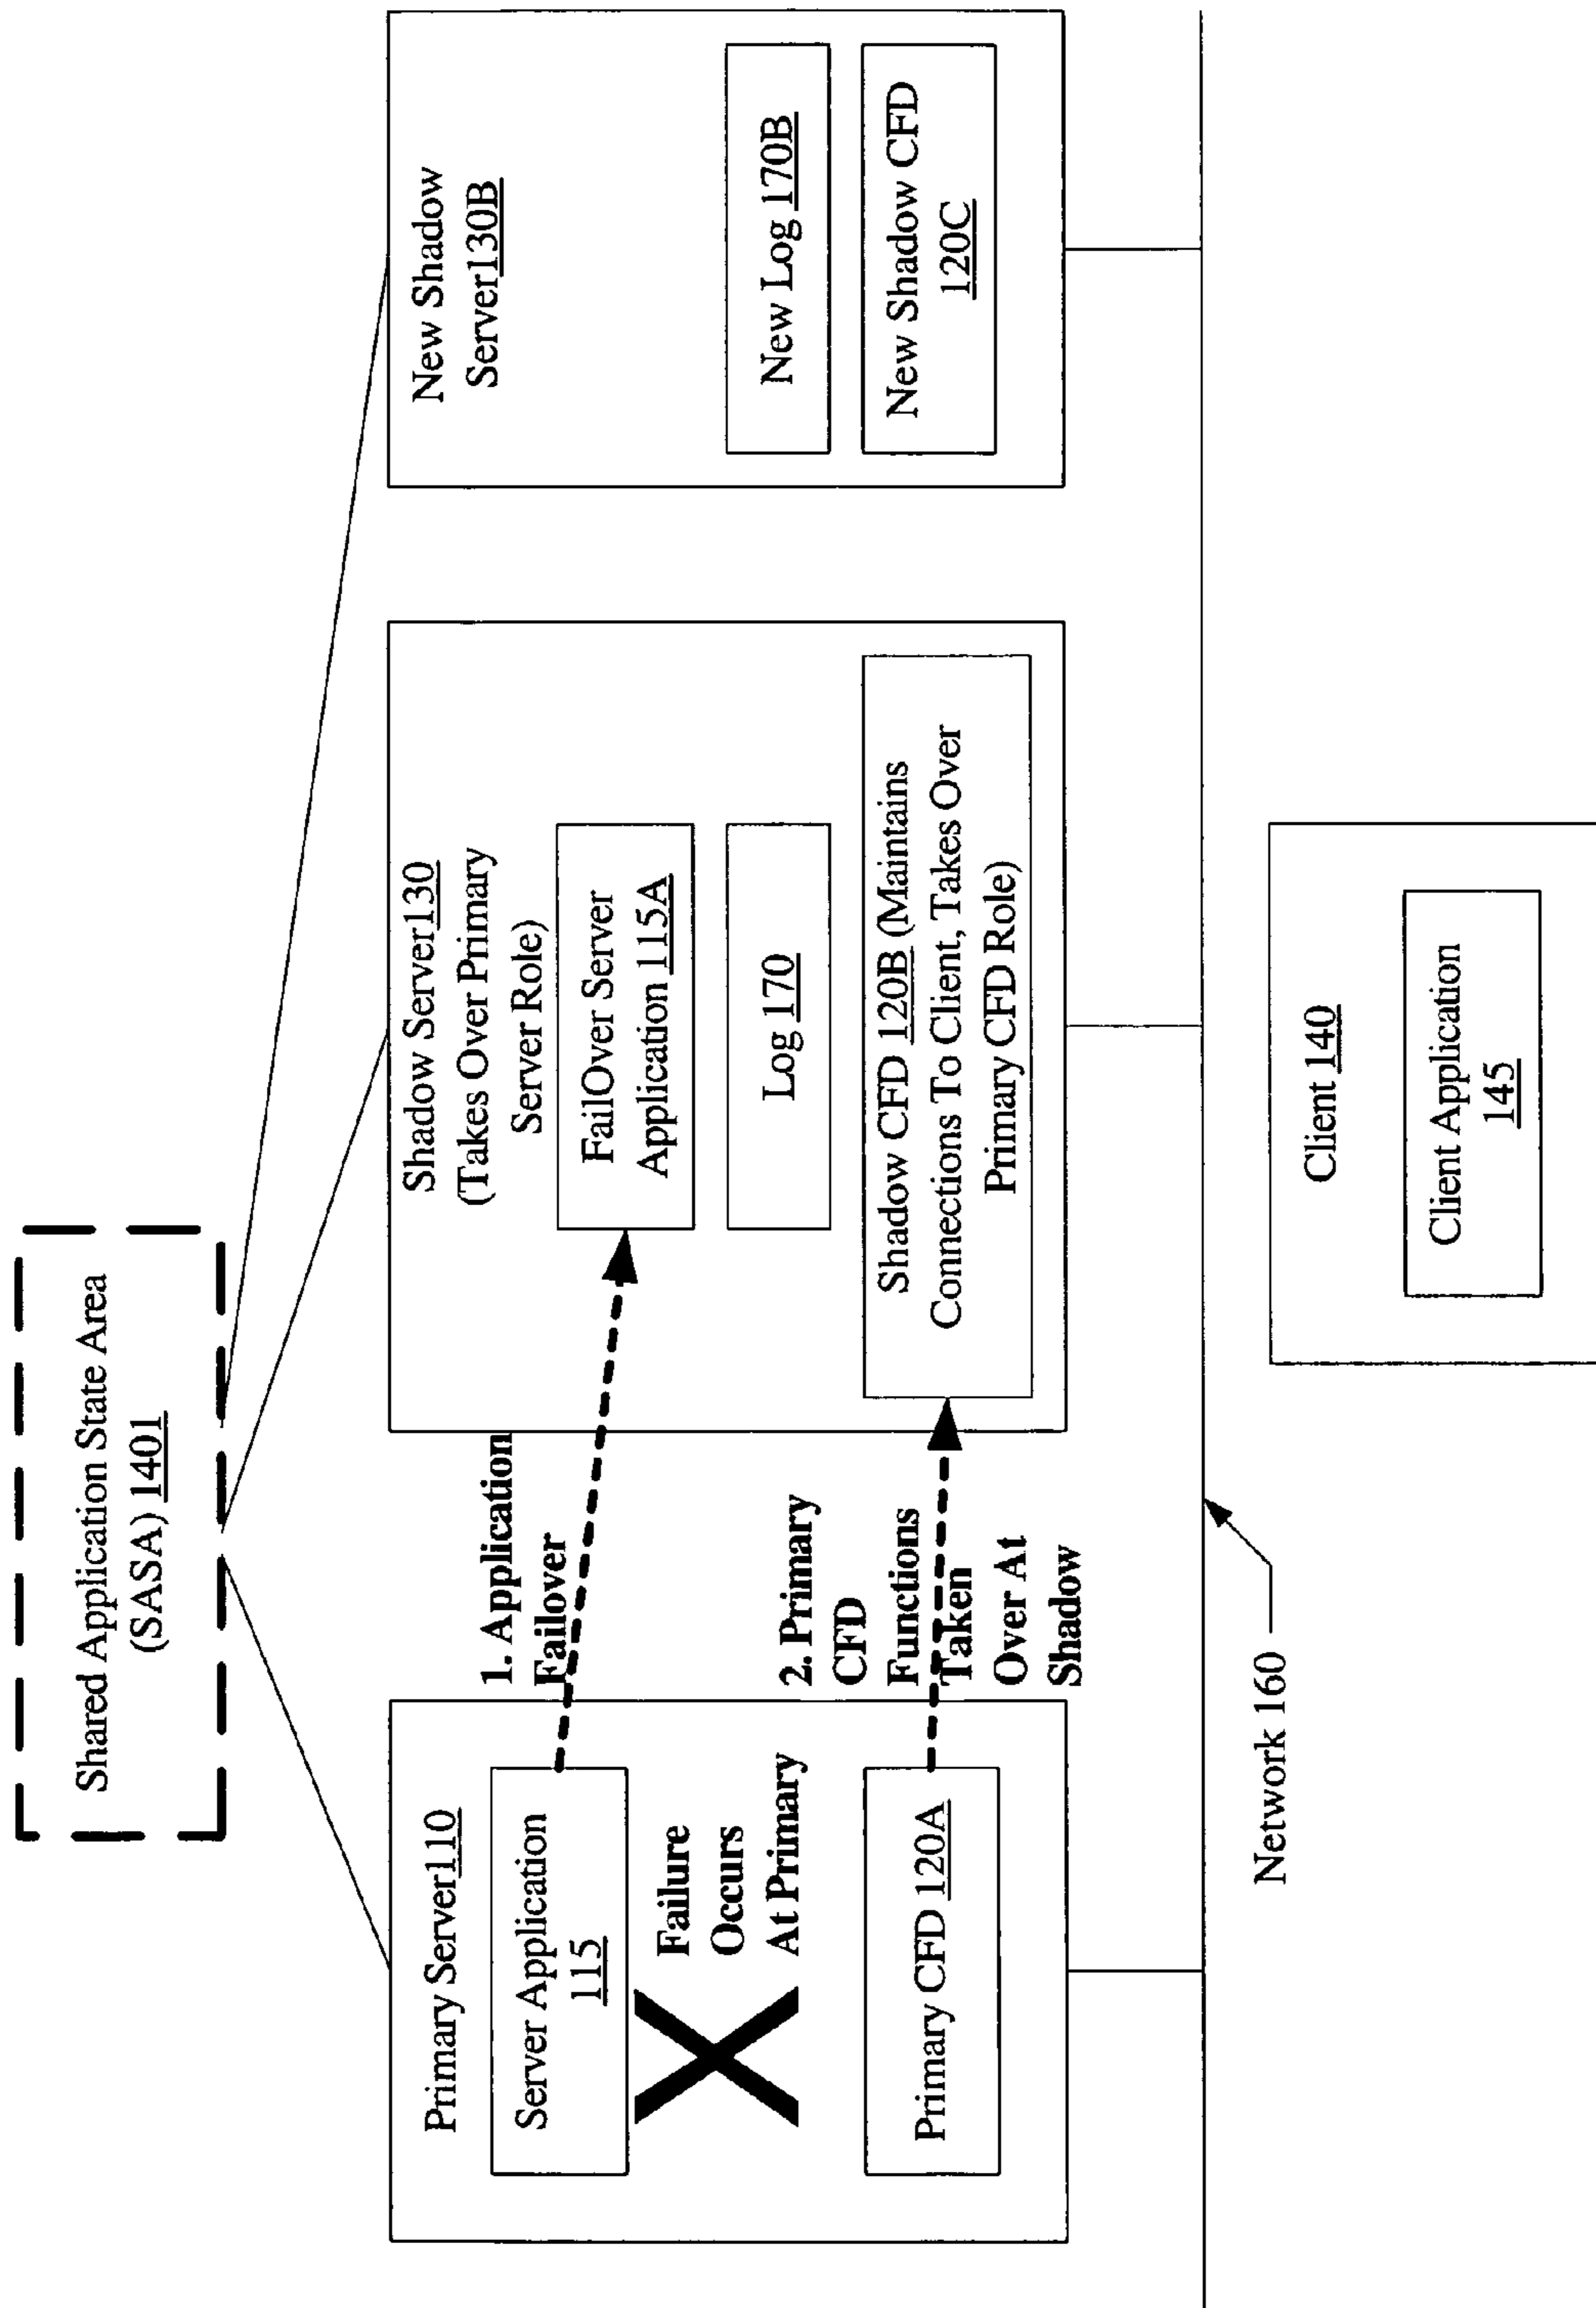 Shared Application State Area
(SASA) 1401
Primary Server110
Server Application
115
Failure
Occurs
At Primary
Primary CFD 120A
1. Application
Failover
2. Primary
CFD
Functions
Taken
Over At
Shadow
Shadow Server130
(Takes Over Primary
Server Role)
FailOver Server
Application 115A
Log 170
Shadow CFD 120B (Maintains
Connections To Client, Takes Over
Primary CFD Role)
New Shadow
Server130B
New Log 170B
New Shadow CFD
120C
Network 160
Client 140
Client Application
145